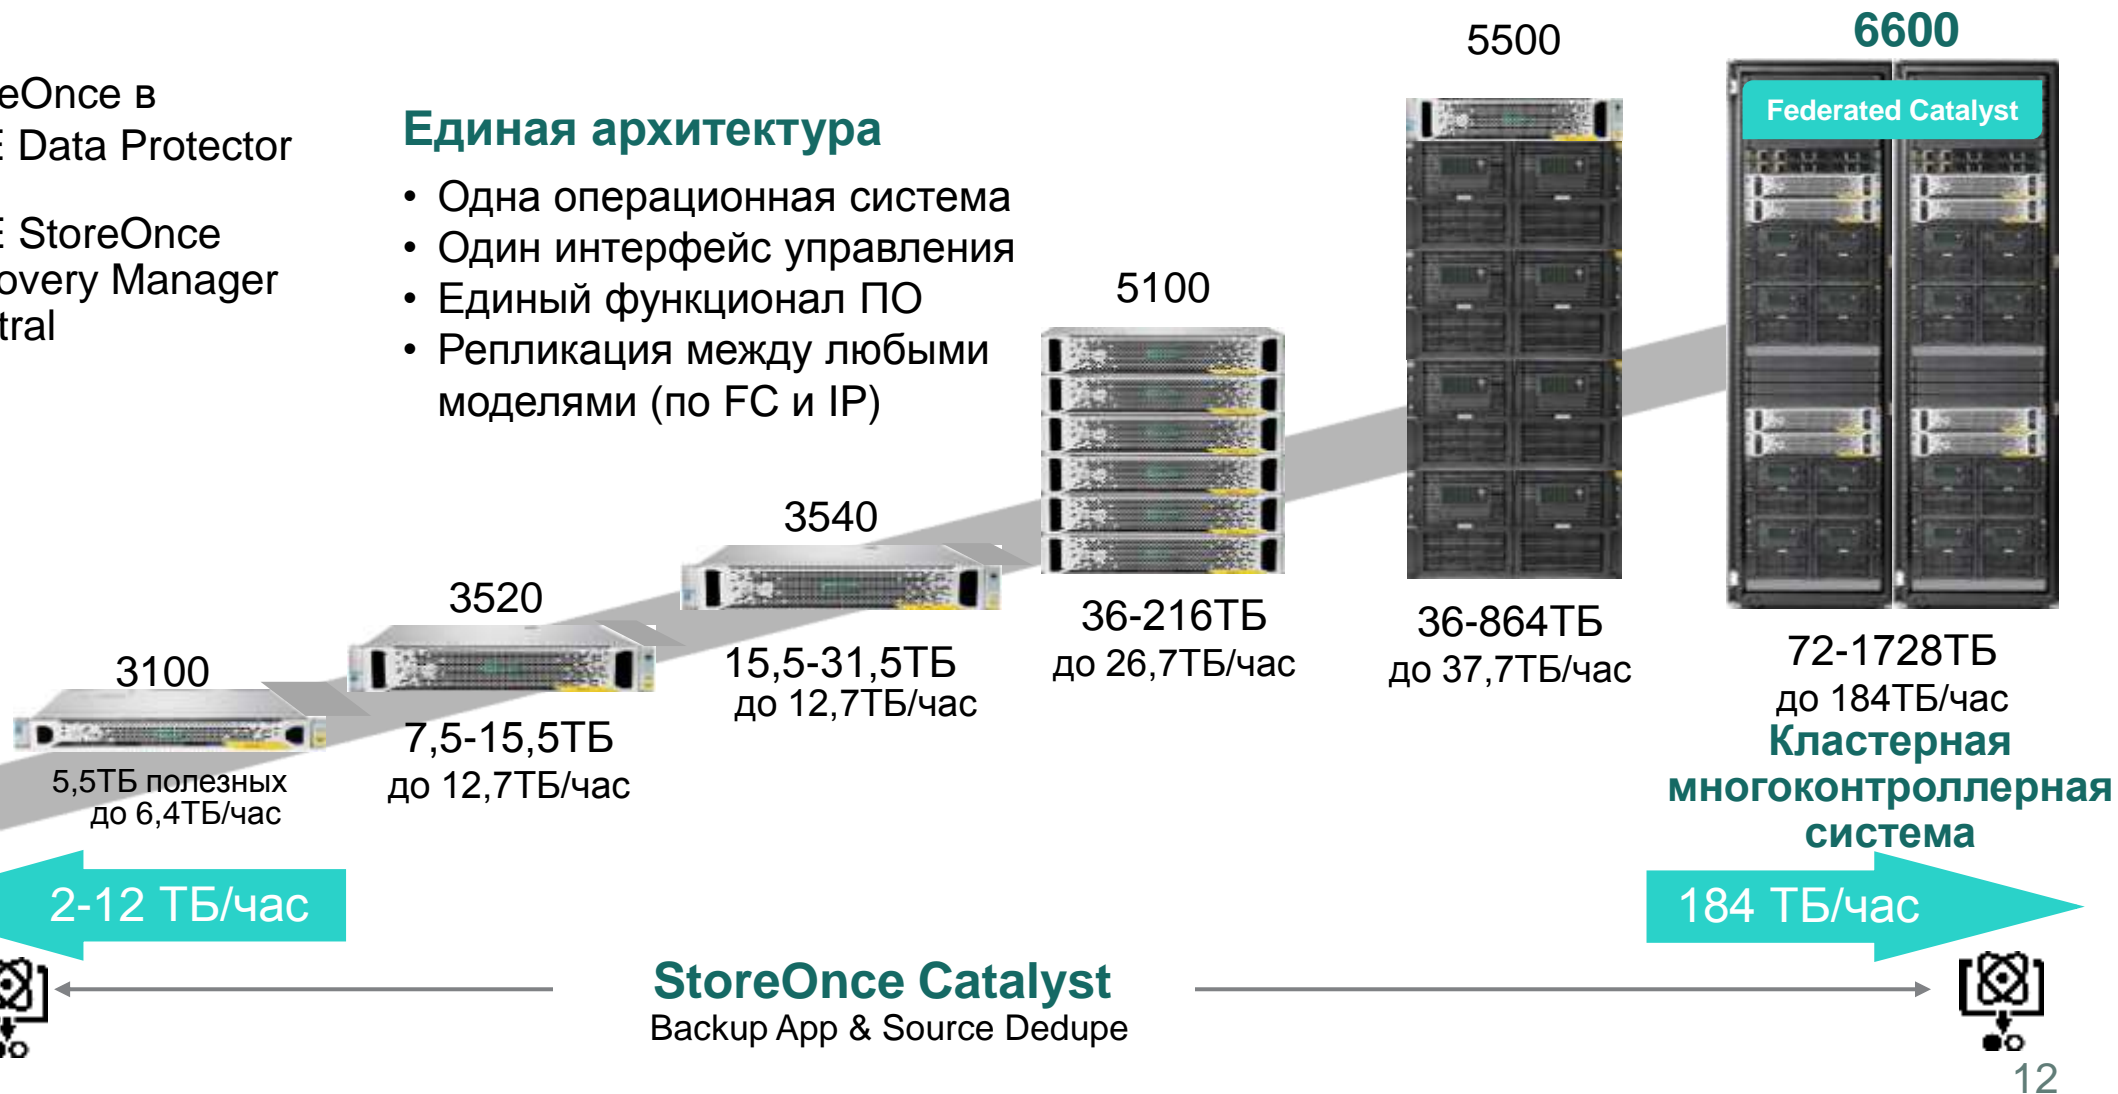 eOnce в
E Data Protector
E StoreOnce
overy Manager
tral
Единая архитектура
• Одна операционная система
• Один интерфейс управления
• Единый функционал ПО
• Репликация между любыми
моделями (по FC и IP)
3100
5,5ТБ полезных
до 6,4ТБ/час
3520
7,5-15,5ТБ
до 12,7ТБ/час
3540
15,5-31,5ТБ
до 12,7ТБ/час
5100
36-216ТБ
до 26,7ТБ/час
5500
36-864ТБ
до 37,7ТБ/час
6600
Federated Catalyst
72-1728ТБ
до 184ТБ/час
Кластерная
многоконтроллерная
система
2-12 ТБ/час
184 ТБ/час
StoreOnce Catalyst
Backup App & Source Dedupe
12